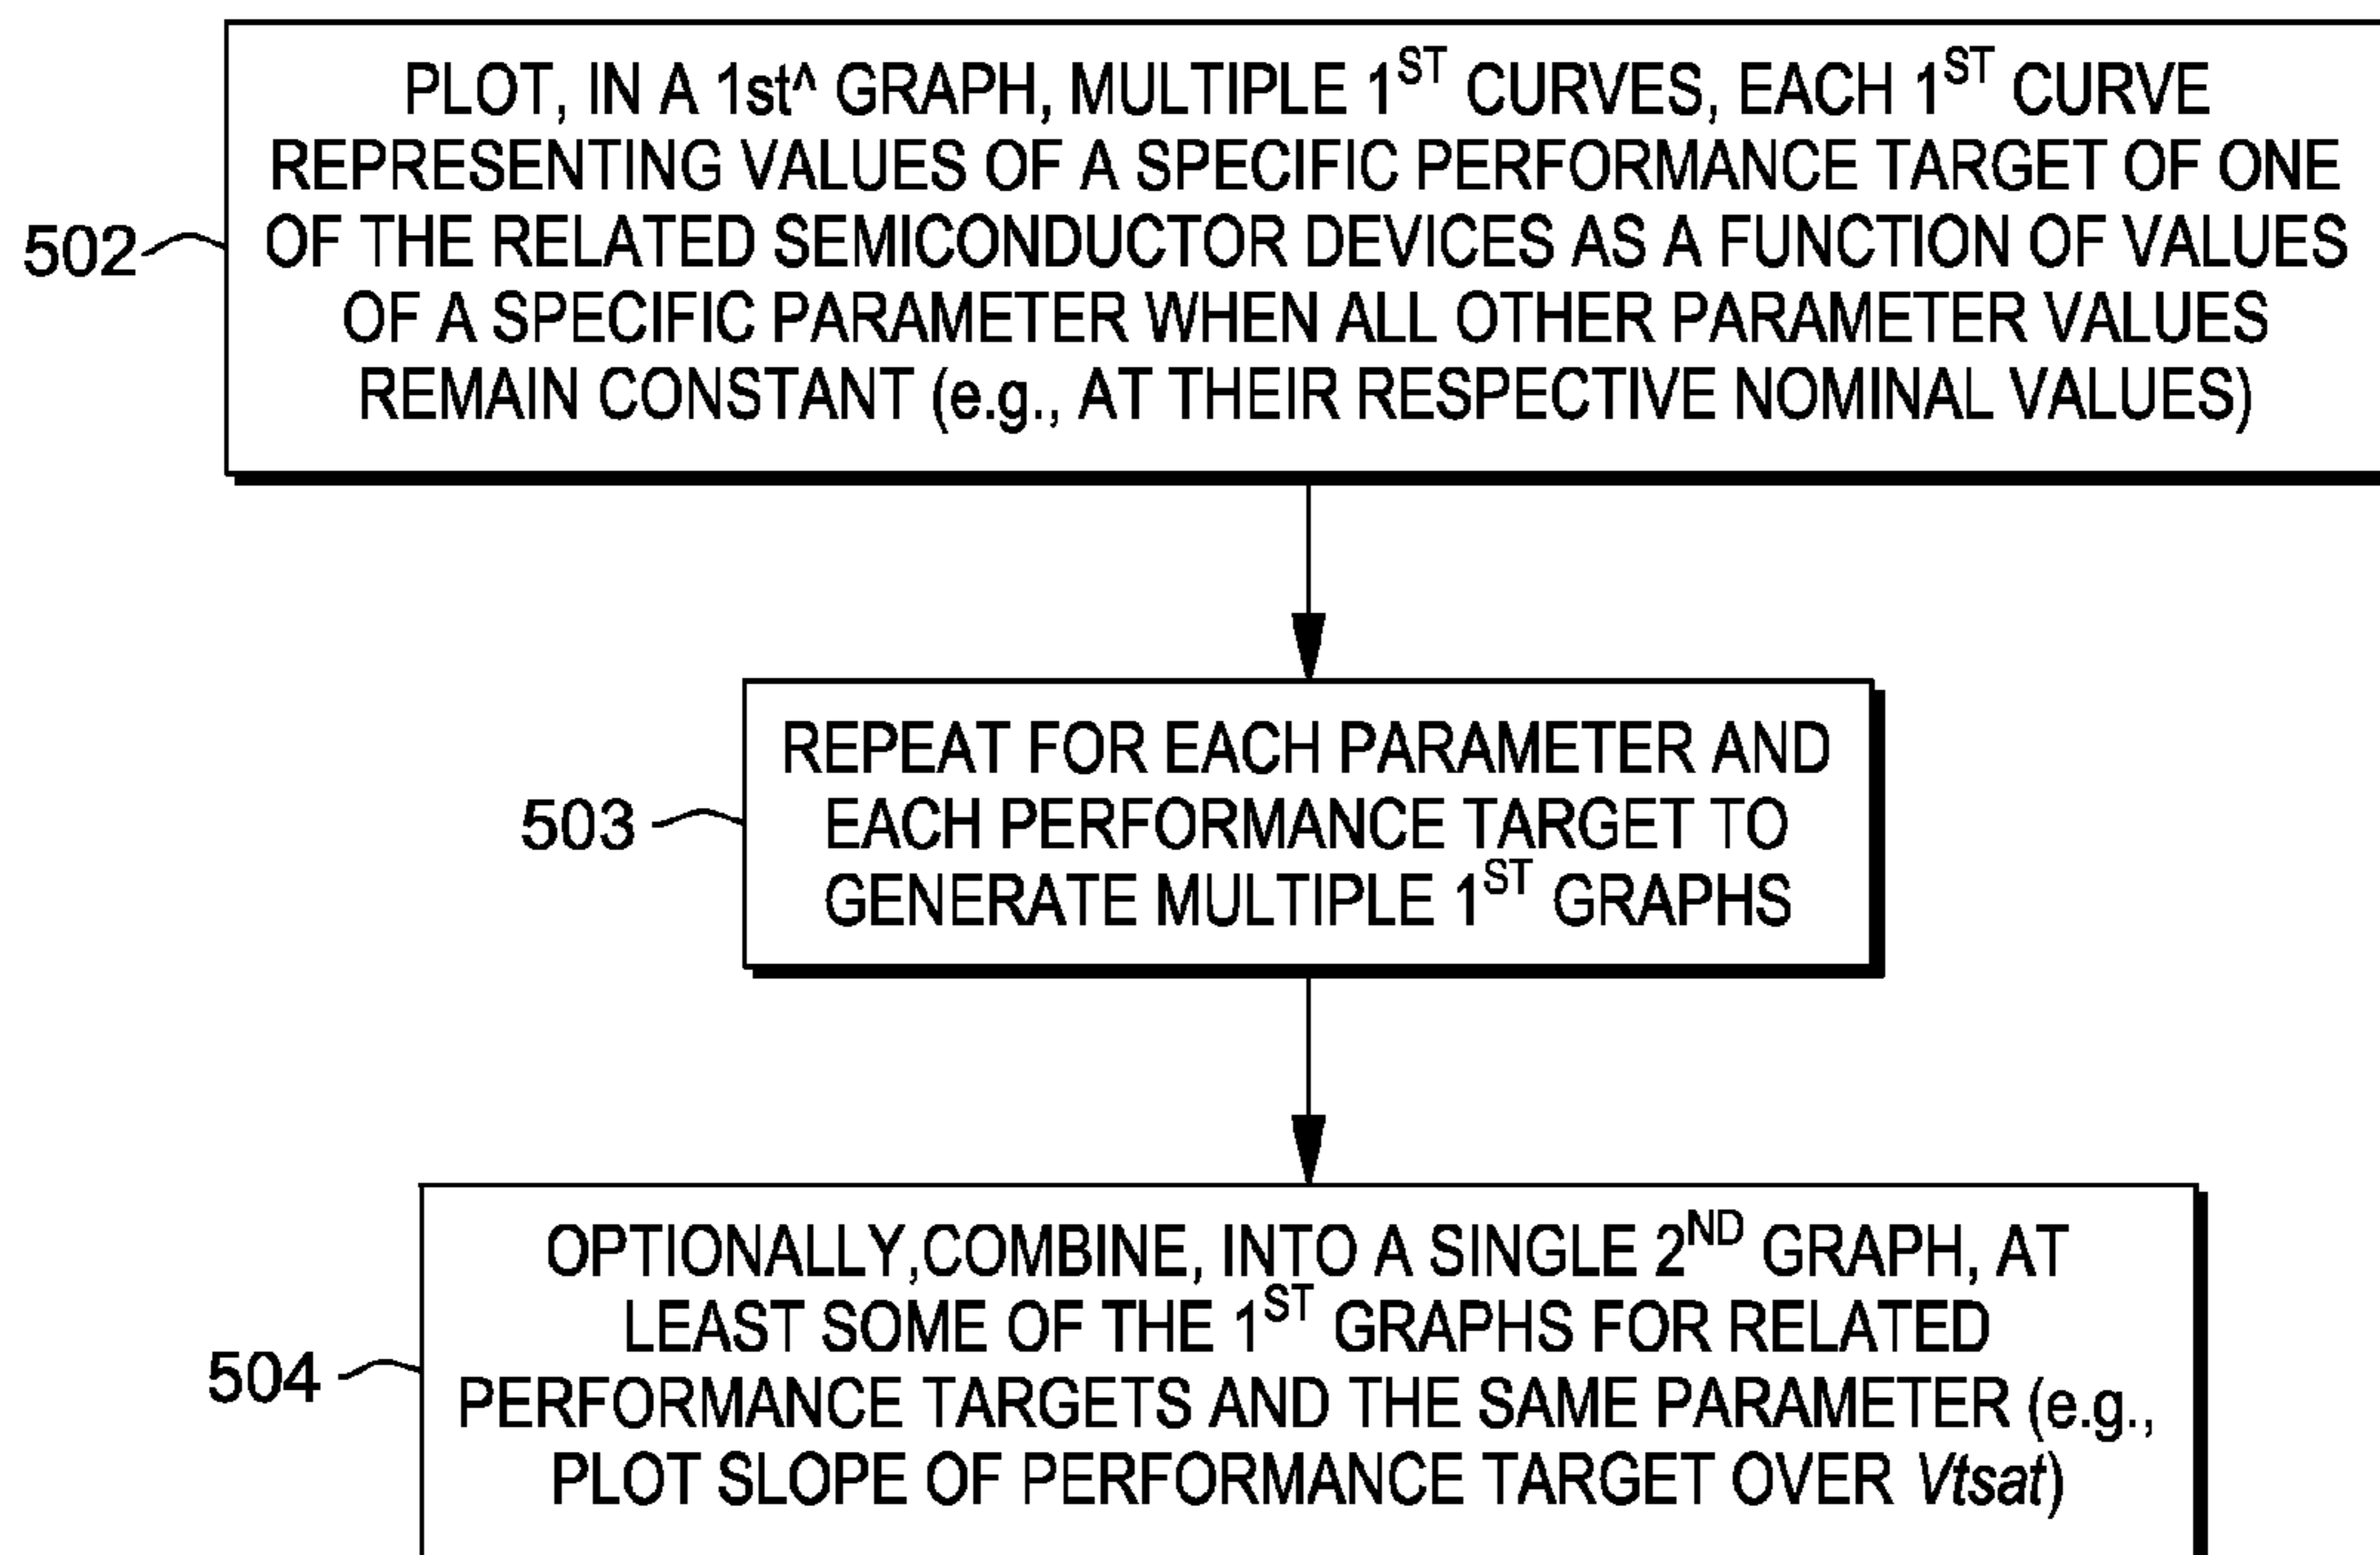 PLOT, IN A 1st^ GRAPH, MULTIPLE 1ST CURVES, EACH 1ST CURVE
REPRESENTING VALUES OF A SPECIFIC PERFORMANCE TARGET OF ONE
OF THE RELATED SEMICONDUCTOR DEVICES AS A FUNCTION OF VALUES
OF A SPECIFIC PARAMETER WHEN ALL OTHER PARAMETER VALUES
REMAIN CONSTANT (e.g., AT THEIR RESPECTIVE NOMINAL VALUES)
502
REPEAT FOR EACH PARAMETER AND
EACH PERFORMANCE TARGET TO
GENERATE MULTIPLE 1ST GRAPHS
503
OPTIONALLY,COMBINE, INTO A SINGLE 2ND GRAPH, AT
LEAST SOME OF THE 1ST GRAPHS FOR RELATED
PERFORMANCE TARGETS AND THE SAME PARAMETER (e.g.,
PLOT SLOPE OF PERFORMANCE TARGET OVER Vtsat)
504